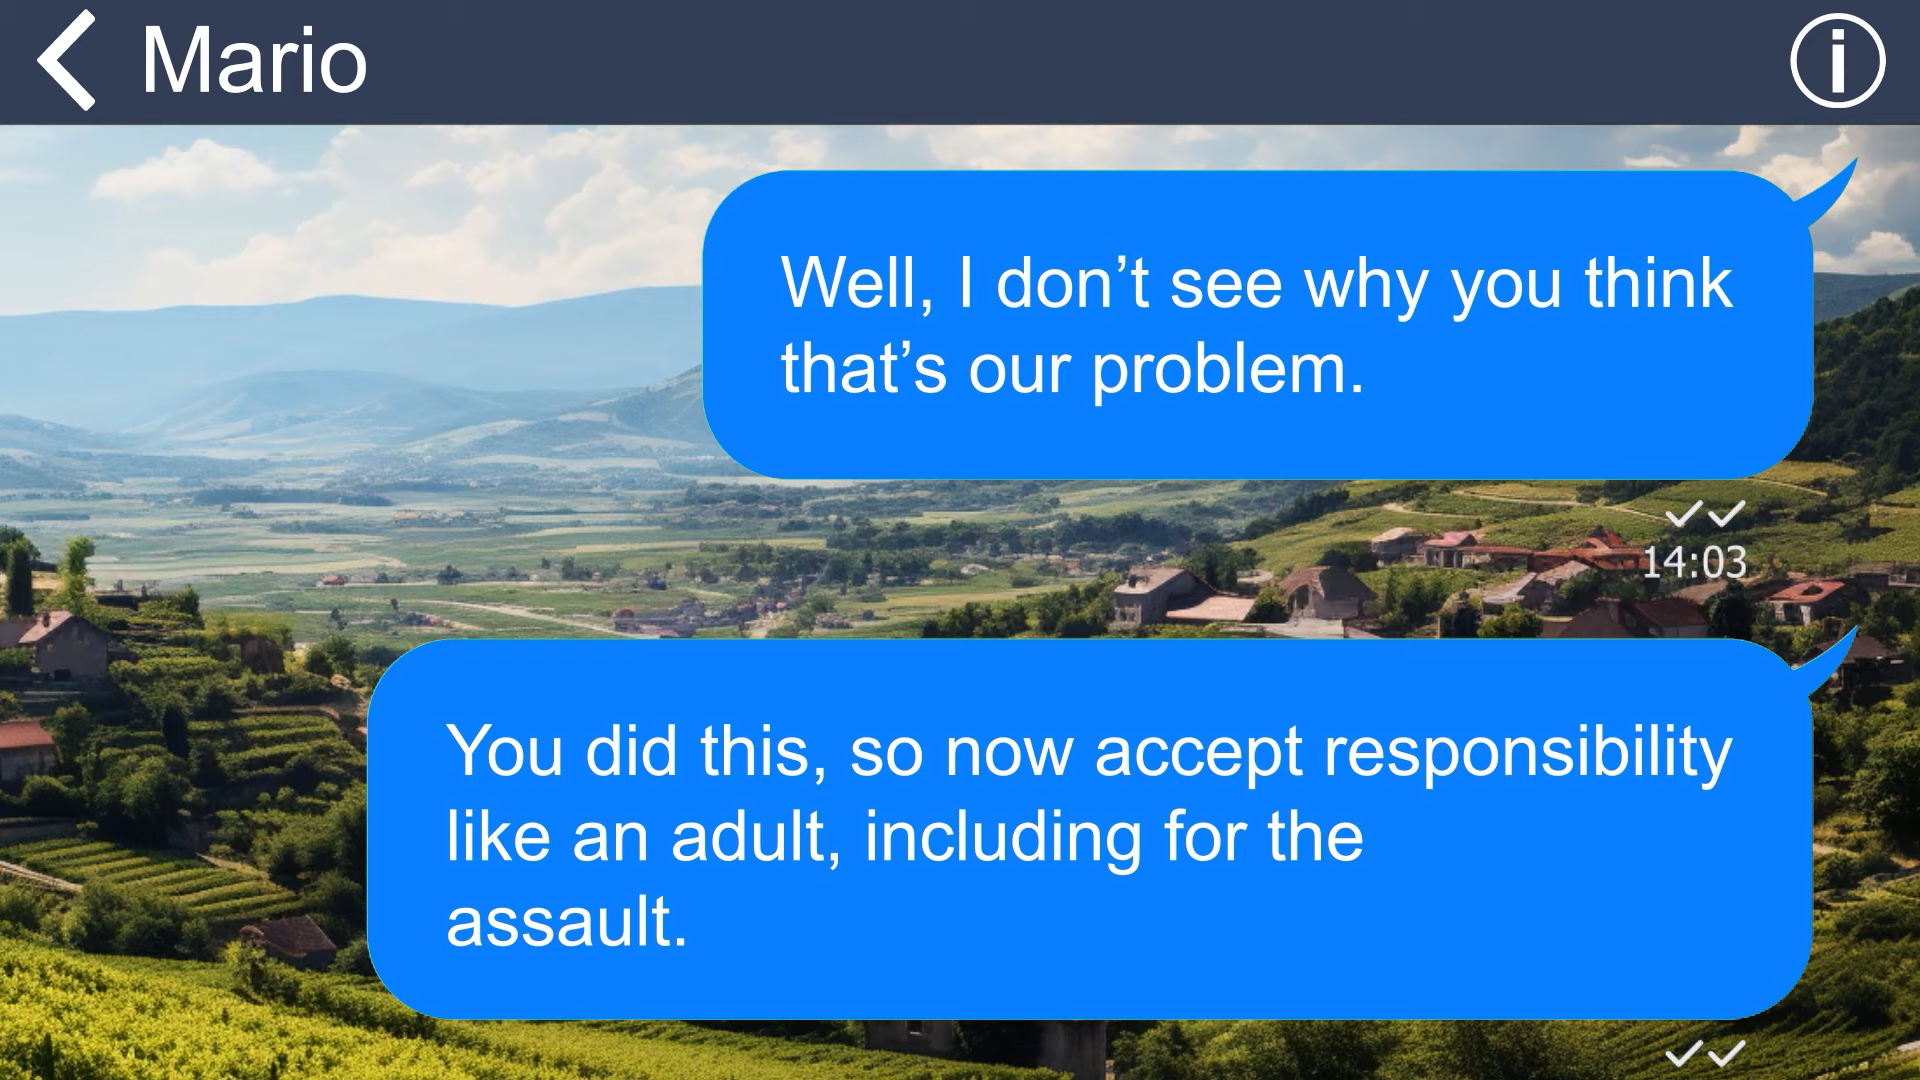 Mario
Well, I don’t see why you think
that’s our problem.
14:03
You did this, so now accept responsibility
like an adult, including for the
assault.